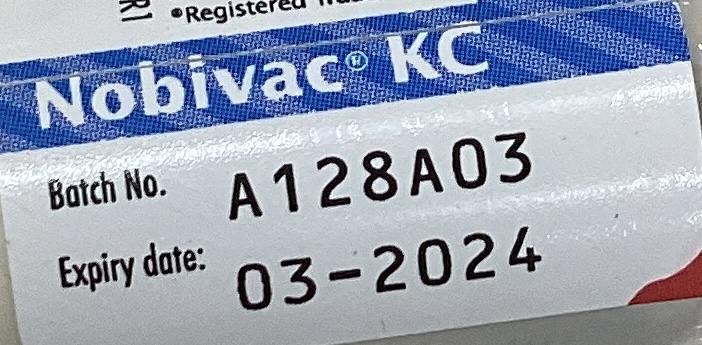 ®Registered
Nobivac® KC
Batch No. A128A03
Expiry date: 03-2024